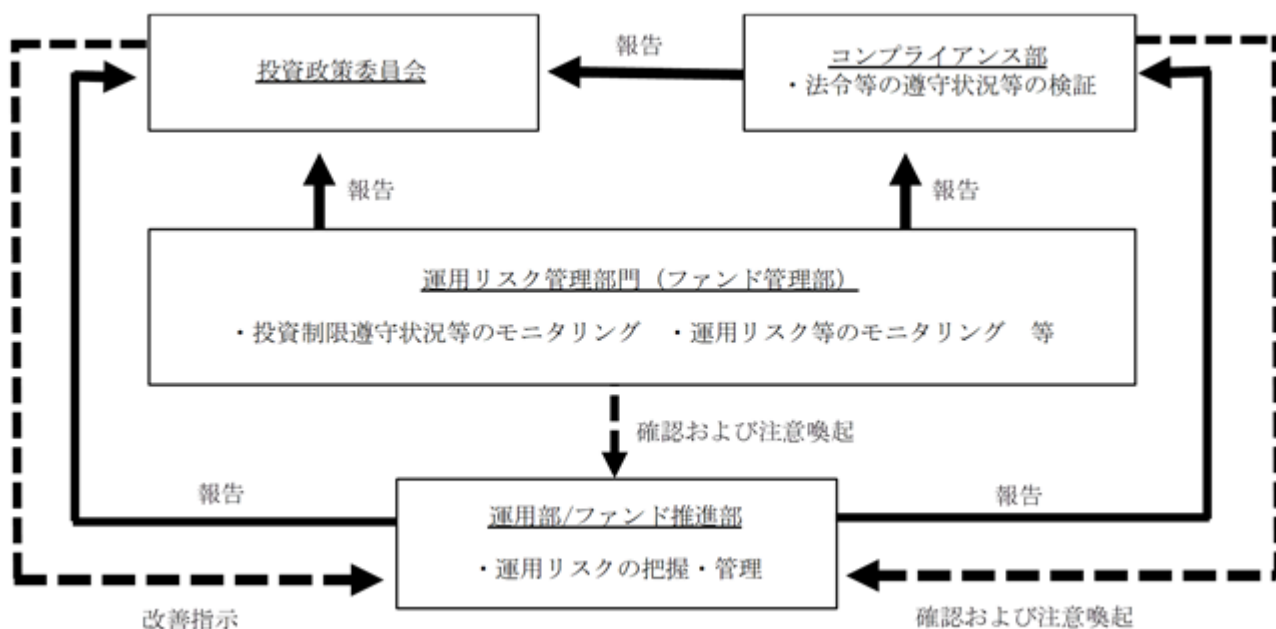 投資政策委員会
報告
コンプライアンス部
・法令等の遵守状況等の検証
報告
報告
運用リスク管理部門（ファンド管理部）
・投資制限遵守状況等のモニタリング　・運用リスク等のモニタリング　等
確認および注意喚起
報告
報告
運用部/ファンド推進部
・運用リスクの把握・管理
改善指示
確認および注意喚起